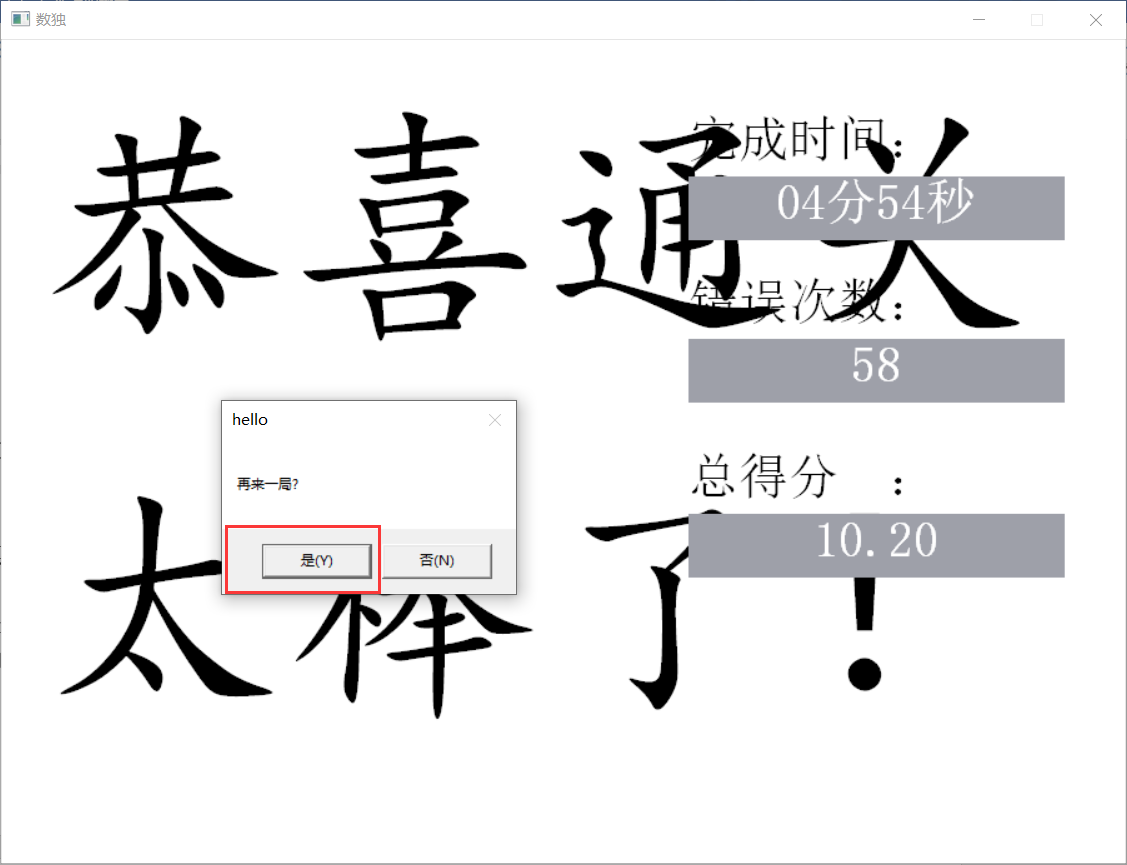 数独
恭喜通关
完成时间：
04分54秒
错误次数：
58
hello
再来一局?
是(Y) 否(N)
总得分 ：
10.20
太棒了！